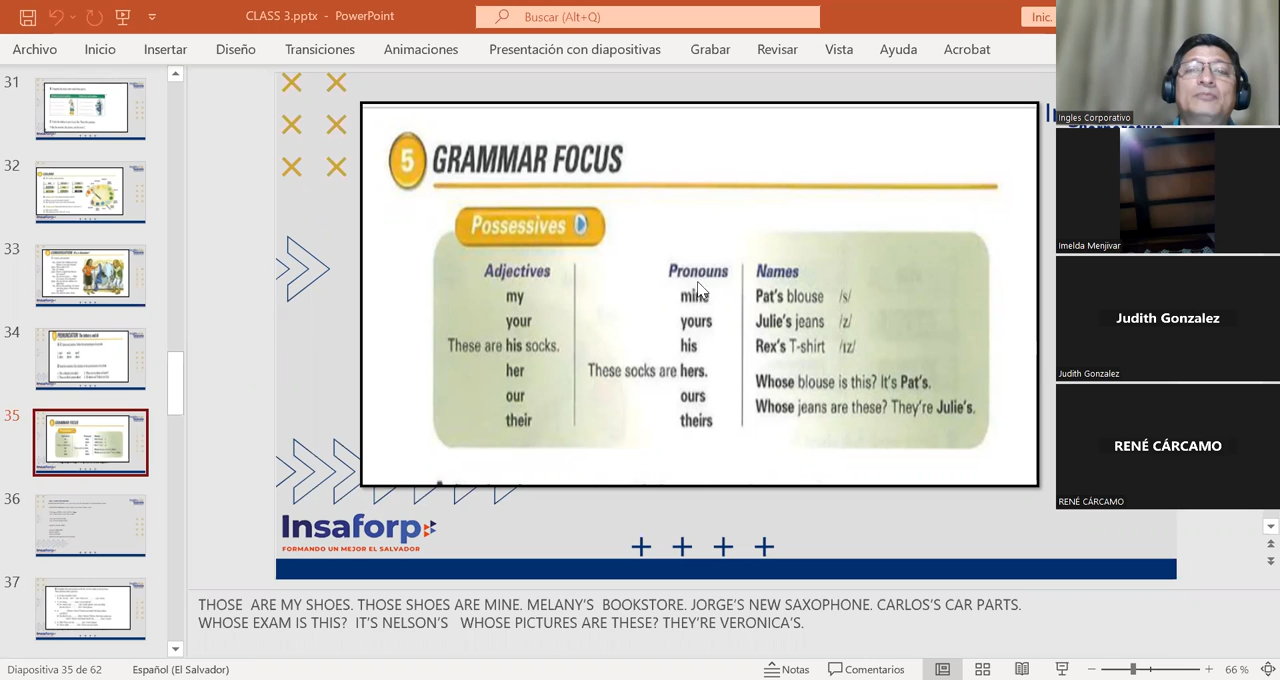 CLASS 3.pptx - PowerPoint
Buscar (Alt+Q)
Inic.
Archivo Inicio Insertar Diseño Transiciones Animaciones Presentación con diapositivas Grabar Revisar Vista Ayuda Acrobat
31
32
33
34
35
36
37
5 GRAMMAR FOCUS
Possessives
Adjectives Pronouns Names
my Pat's blouse /s/
your yours Julie's jeans /z/
These are his socks. his Rex's T-shirt /ɪz/
her These socks are hers.
our ours Whose blouse is this? It's Pat's.
their theirs Whose jeans are these? They're Julie's.
Insaforp
FORMANDO UN MEJOR EL SALVADOR
Ingles Corporativo
Imelda Menjivar
Judith Gonzalez
Judith Gonzalez
RENÉ CÁRCAMO
RENÉ CÁRCAMO
ARE MY SHOES. THOSE SHOES ARE MINE. MELANY'S BOOKSTORE. JORGE'S NEW SAXOPHONE. CARLOS'S CAR PARTS.
WHOSE EXAM IS THIS? IT'S NELSON'S WHOSE PICTURES ARE THESE? THEY'RE VERONICA'S.
Diapositiva 35 de 62 Español (El Salvador) Notas Comentarios 66 %